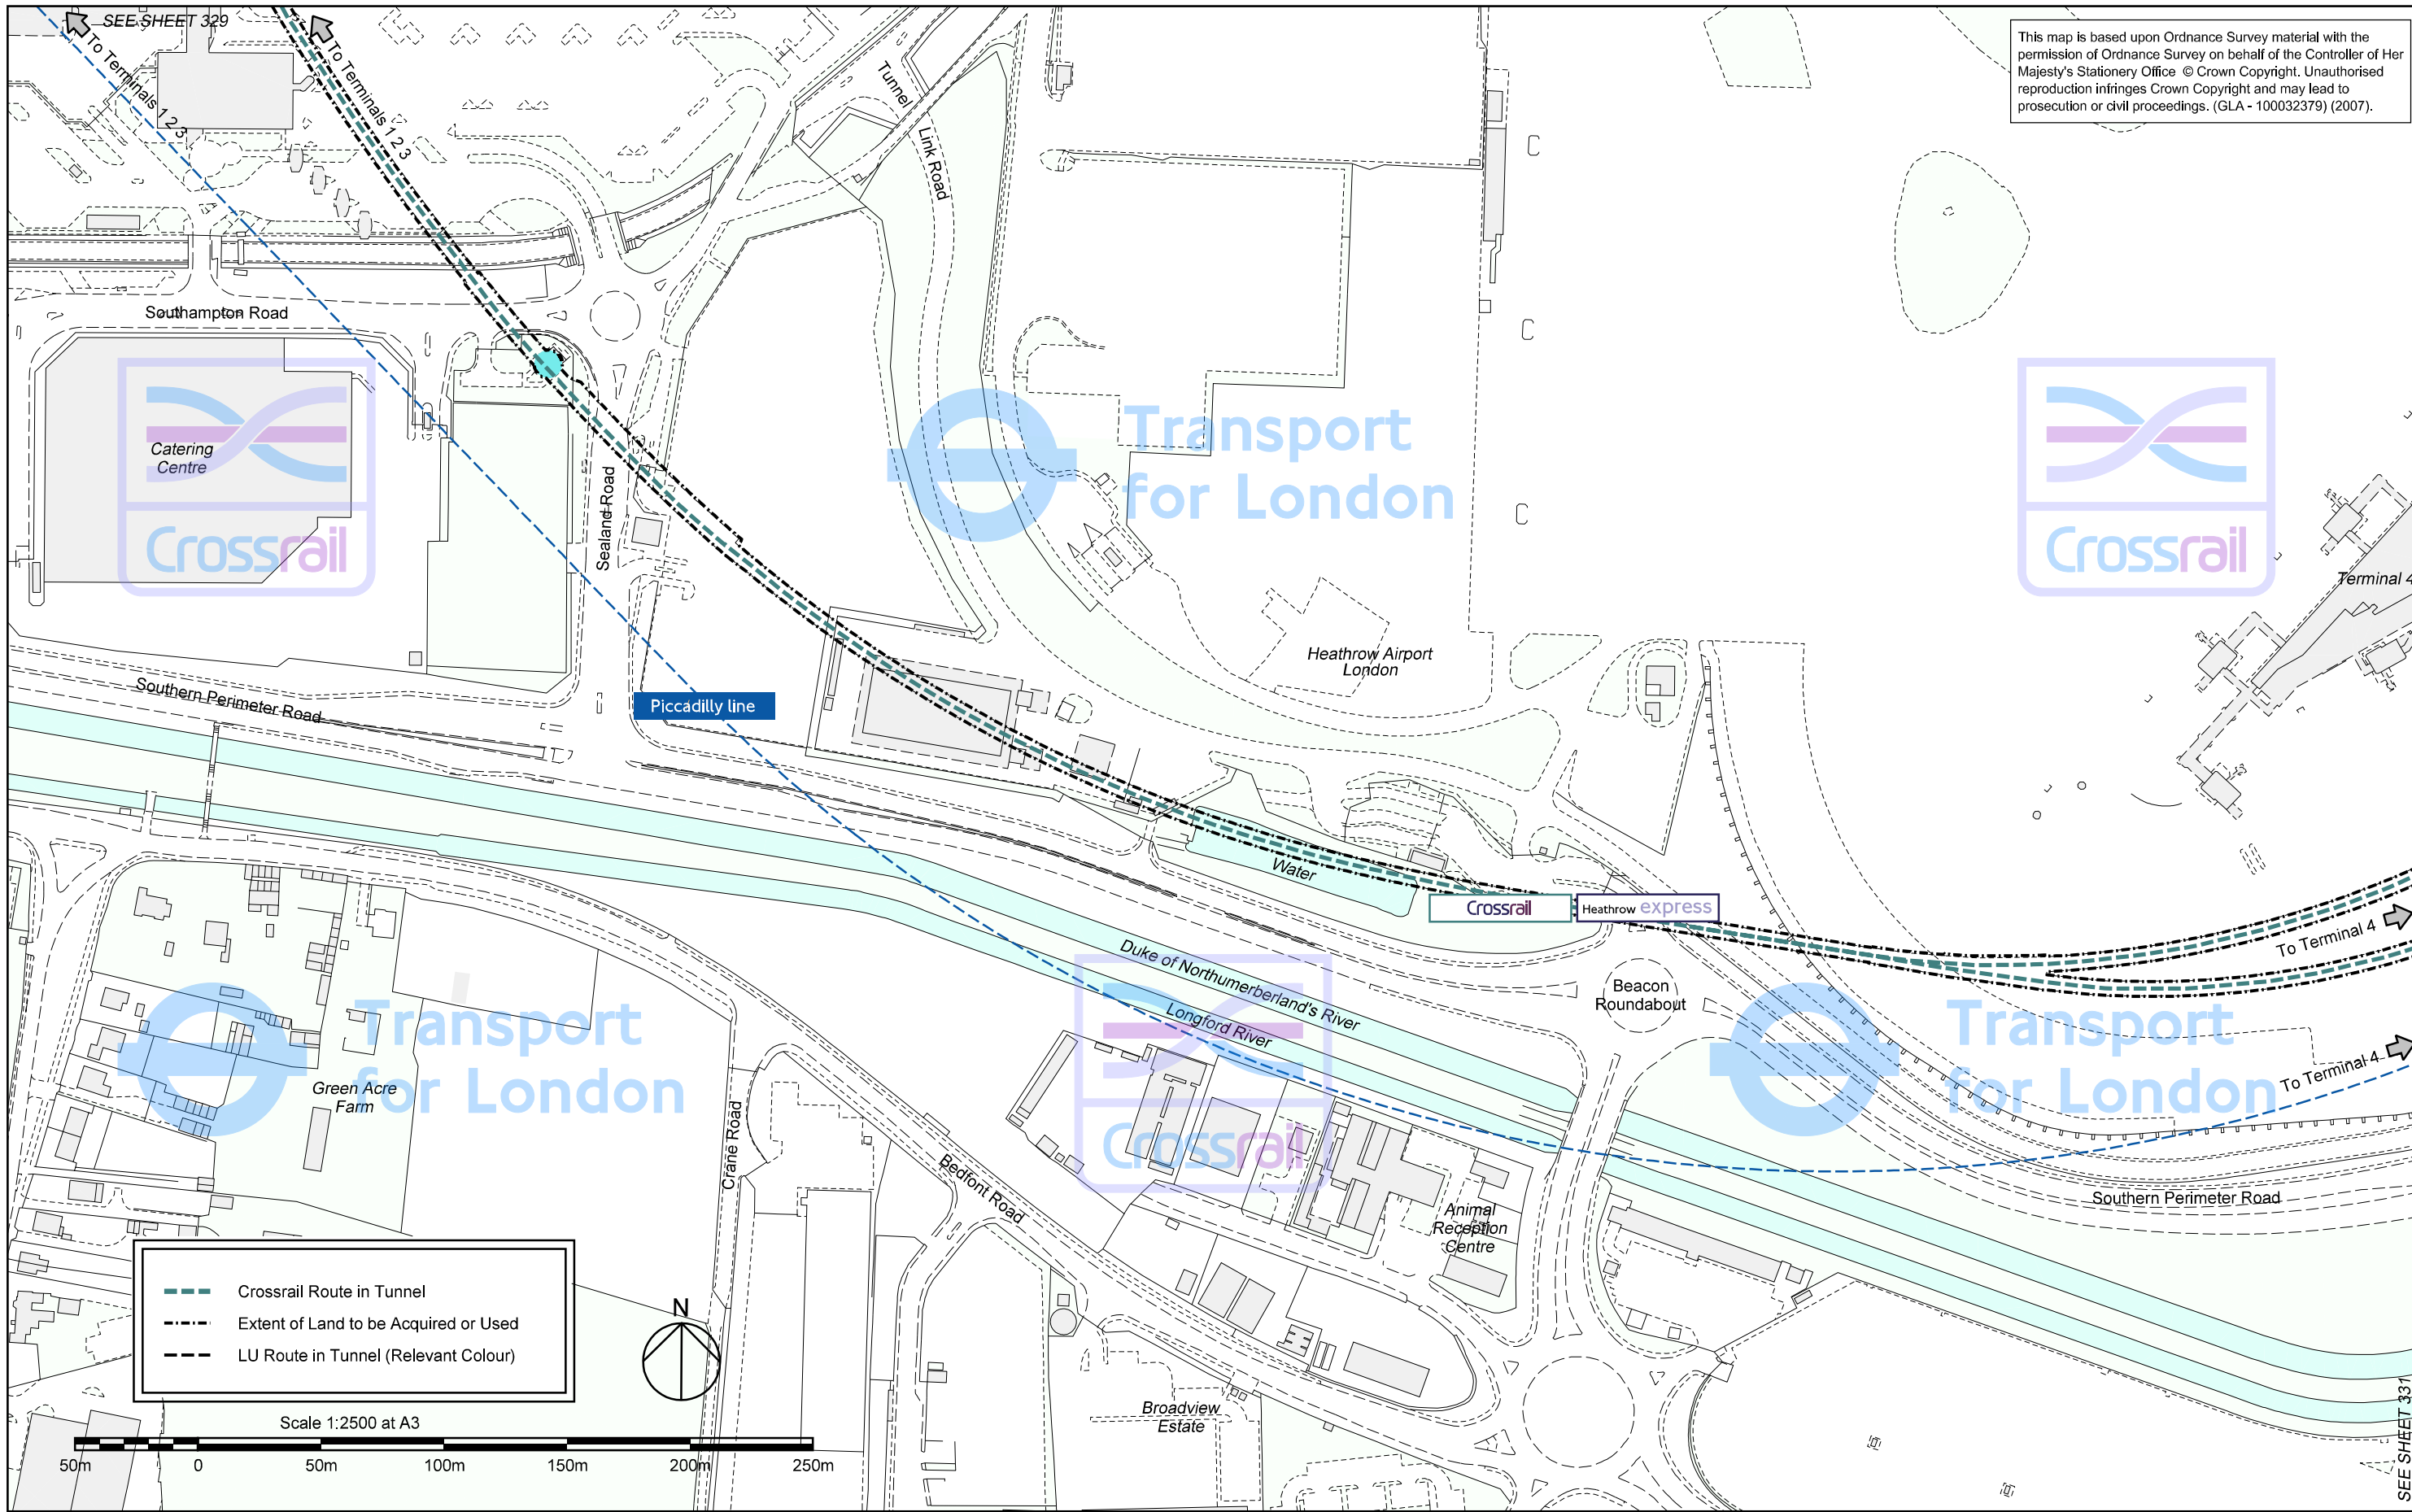 SEE SHEET 329
To Terminals 1 2 3
To Terminals 1 2 3
This map is based upon Ordnance Survey material with the
permission of Ordnance Survey on behalf of the Controller of Her
Majesty's Stationery Office © Crown Copyright. Unauthorised
reproduction infringes Crown Copyright and may lead to
prosecution or civil proceedings. (GLA - 100032379) (2007).
Tunnel
Link Road
Southampton Road
Catering
Centre
Crossrail
Sealand Road
Transport
for London
Crossrail
Terminal 4
Heathrow Airport
London
Southern Perimeter Road
Piccadilly line
Water
Crossrail
Heathrow express
To Terminal 4
Duke of Northumerberland's River
Longford River
Beacon
Roundabout
Transport
for London
Green Acre
Farm
Crossrail
Transport
for London
To Terminal 4
Crane Road
Bedfont Road
Animal
Reception
Centre
Southern Perimeter Road
Crossrail Route in Tunnel
Extent of Land to be Acquired or Used
LU Route in Tunnel (Relevant Colour)
N
Scale 1:2500 at A3
50m 0 50m 100m 150m 200m 250m
Broadview
Estate
SEE SHEET 331